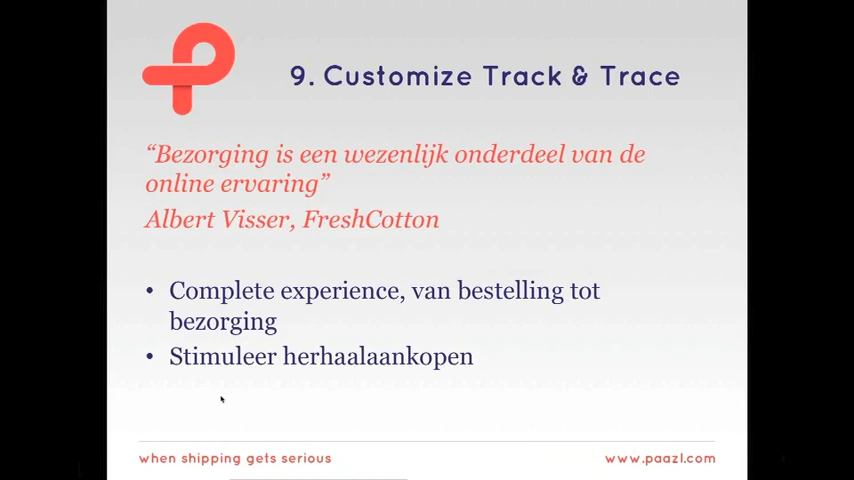 9. Customize Track & Trace
“Bezorging is een wezenlijk onderdeel van de
online ervaring”
Albert Visser, FreshCotton
• Complete experience, van bestelling tot
bezorging
• Stimuleer herhaalaankopen
when shipping gets serious
www.paazl.com